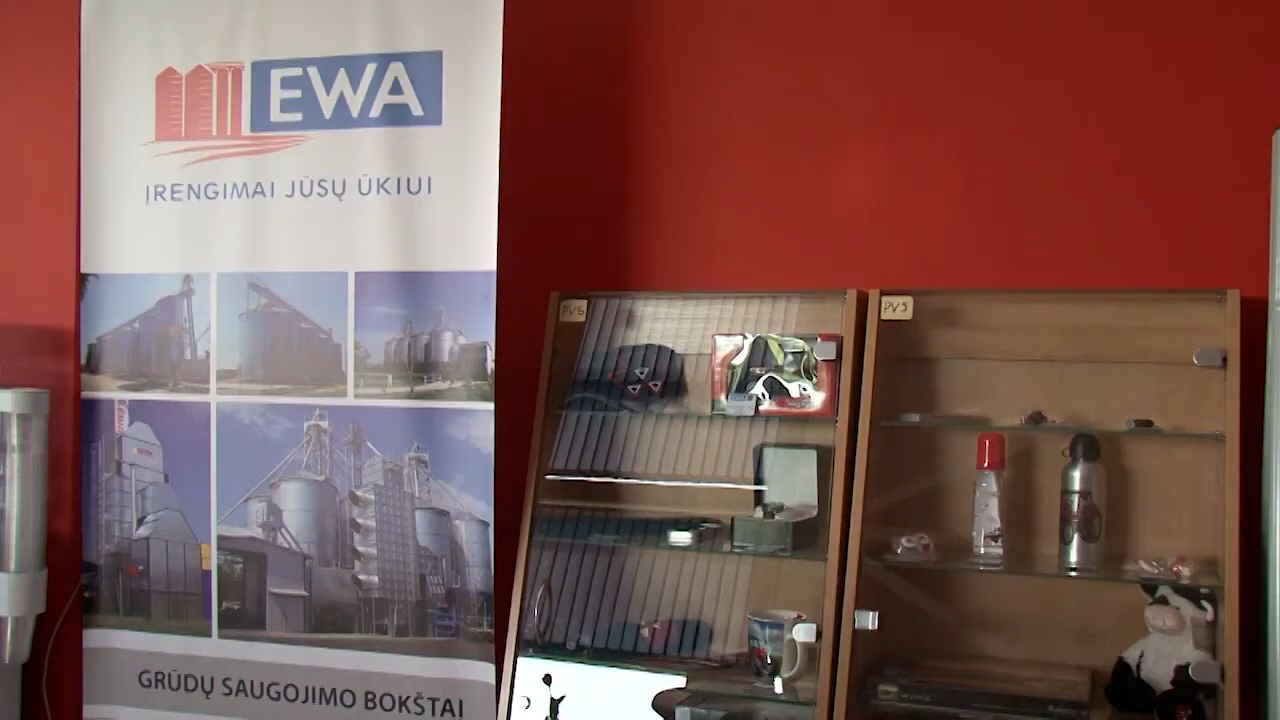 EWA
ĮRENGIMAI JŪSŲ ŪKIUI
GRŪDŲ SAUGOJIMO BOKŠTAI
PV6
PV5